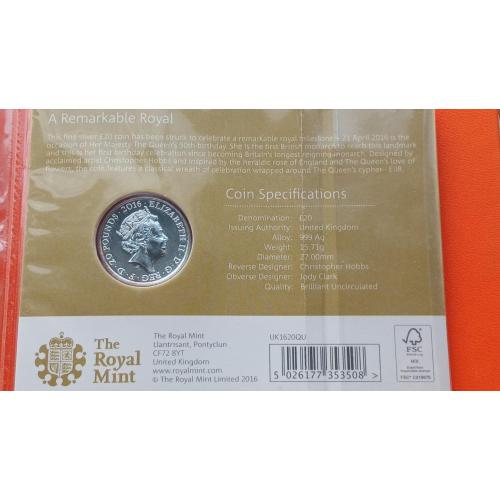 A Remarkable Royal
This fine silver £20 coin has been struck to celebrate a remarkable royal milestone - 21 April 2016 is the
occasion of Her Majesty The Queen's 90th birthday. She is the first British monarch to reach this landmark
and this is her first birthday celebration since becoming Britain's longest reigning monarch. Designed by
acclaimed artist Christopher Hobbs and inspired by the heraldic rose of England and The Queen's love of
flowers, the coin features a classical wreath of celebration wrapped around The Queen's cypher - EIIR.
Coin Specifications
Denomination: £20
Issuing Authority: United Kingdom
Alloy: .999 Ag
Weight: 15.71g
Diameter: 27.00mm
Reverse Designer: Christopher Hobbs
Obverse Designer: Jody Clark
Quality: Brilliant Uncirculated
ELIZABETH II·D·G·REG·F·D·20 POUNDS·2016
The
Royal
Mint
The Royal Mint
Llantrisant, Pontyclun
CF72 8YT
United Kingdom
www.royalmint.com
© The Royal Mint Limited 2016
UK1620QU
5 026177 353508 >
FSC
MIX